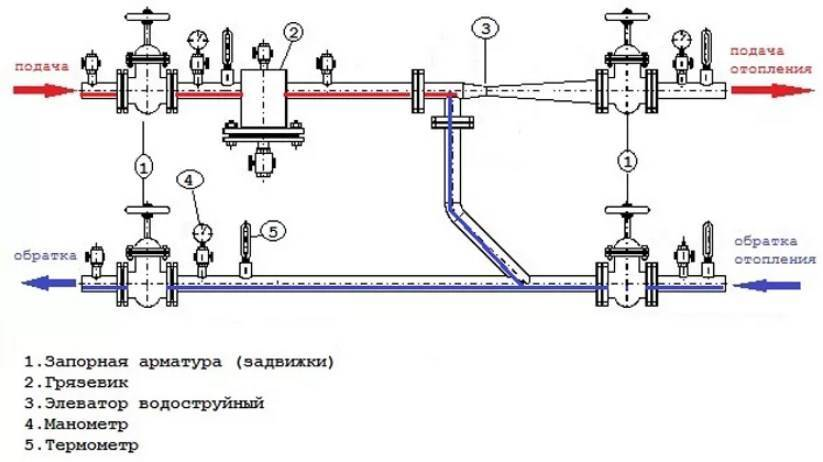 2
3
подача
подача
отопления
1
1
4
5
обратка
обратка
отопления
1.Запорная арматура (задвижки)
2.Грязевик
3.Элеватор водоструйный
4.Манометр
5.Термометр